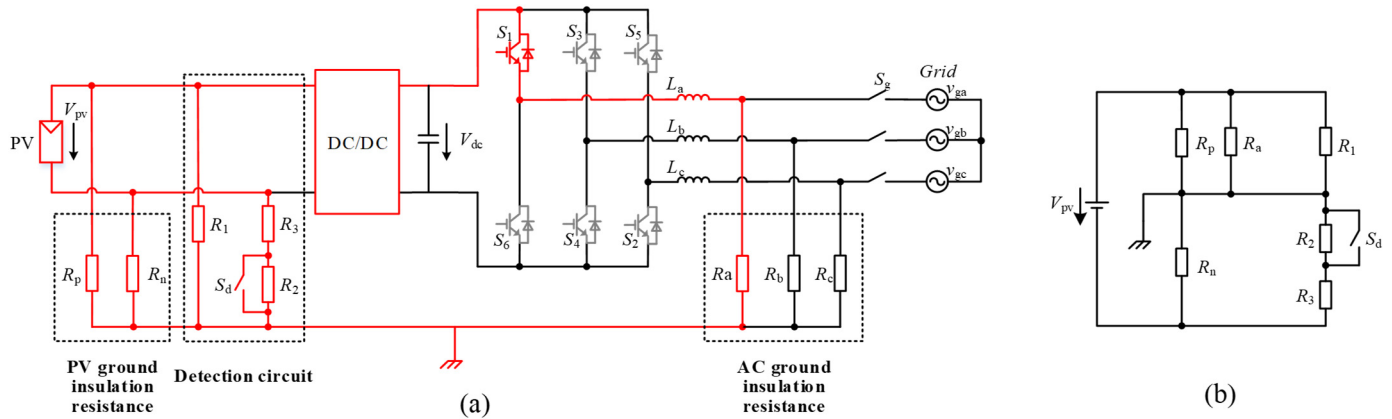 S1
S3
S5
Grid
Sg
La
vga
Vpv
PV
DC/DC
Vdc
Lb
vgb
Lc
vgc
R1
R3
S6
S4
S2
Rp
Rn
Sd
R2
Ra
Rb
Rc
PV ground
insulation
resistance
Detection circuit
(a)
AC ground
insulation
resistance
Rp
Ra
R1
Vpv
R2
Sd
Rn
R3
(b)